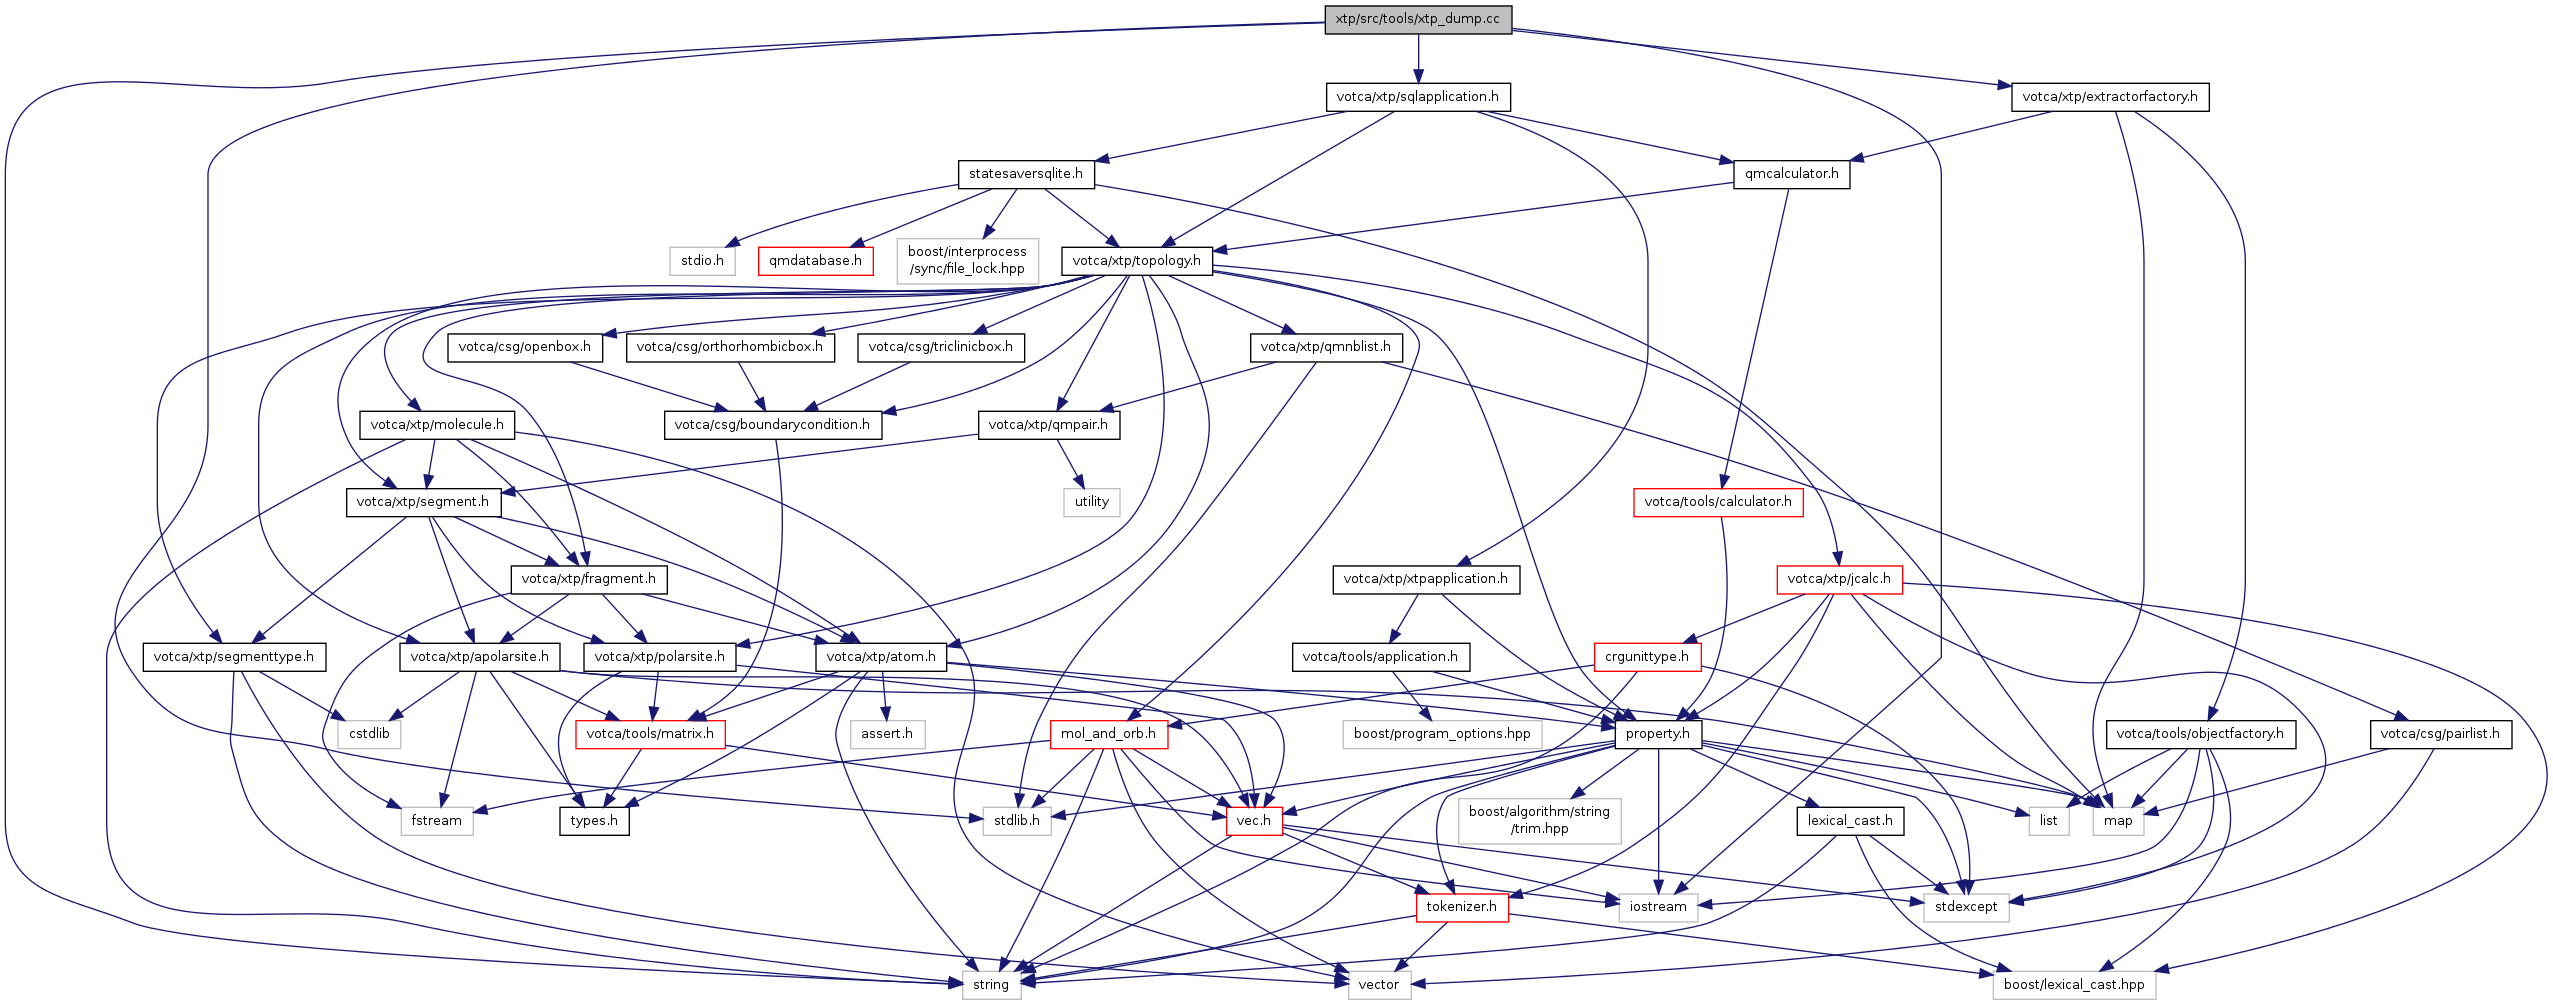 xtp/src/tools/xtp_dump.cc
votca/xtp/sqlapplication.h
votca/xtp/extractorfactory.h
statesaversqlite.h
qmcalculator.h
stdio.h
qmdatabase.h
boost/interprocess
/sync/file_lock.hpp
votca/xtp/topology.h
votca/csg/openbox.h
votca/csg/orthorhombicbox.h
votca/csg/triclinicbox.h
votca/xtp/qmnblist.h
votca/xtp/molecule.h
votca/csg/boundarycondition.h
votca/xtp/qmpair.h
votca/xtp/segment.h
utility
votca/tools/calculator.h
votca/xtp/fragment.h
votca/xtp/xtpapplication.h
votca/xtp/jcalc.h
votca/xtp/segmenttype.h
votca/xtp/apolarsite.h
votca/xtp/polarsite.h
votca/xtp/atom.h
votca/tools/application.h
crgunittype.h
cstdlib
votca/tools/matrix.h
assert.h
mol_and_orb.h
boost/program_options.hpp
property.h
votca/tools/objectfactory.h
votca/csg/pairlist.h
fstream
types.h
stdlib.h
vec.h
boost/algorithm/string
/trim.hpp
lexical_cast.h
list
map
tokenizer.h
iostream
stdexcept
string
vector
boost/lexical_cast.hpp